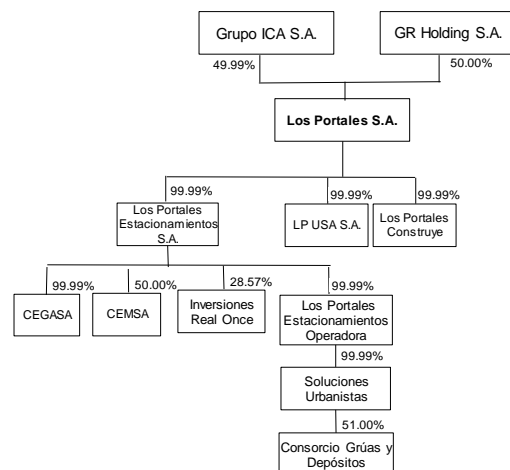 Grupo ICA S.A.
GR Holding S.A.
49.99%
50.00%
Los Portales S.A.
99.99%
99.99%
99.99%
Los Portales
Estacionamientos
S.A.
LP USA S.A.
Los Portales
Construye
99.99%
50.00%
28.57%
99.99%
CEGASA
CEMSA
Inversiones
Real Once
Los Portales
Estacionamientos
Operadora
99.99%
Soluciones
Urbanistas
51.00%
Consorcio Grúas y
Depósitos